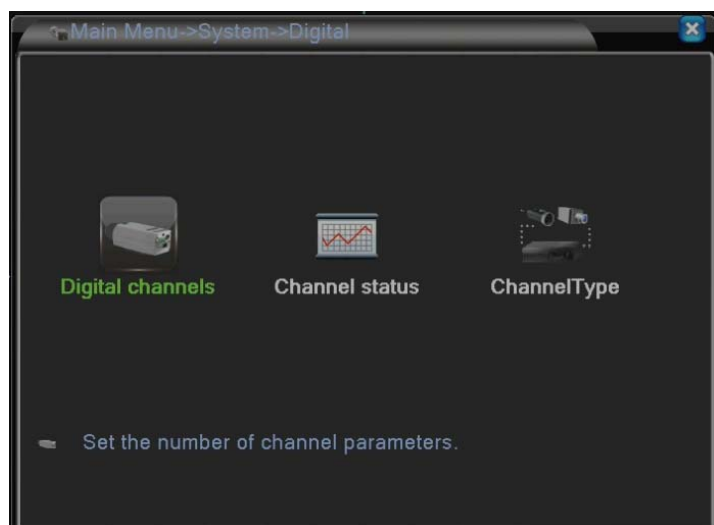 Main Menu->System->Digital
Digital channels
Channel status
ChannelType
Set the number of channel parameters.